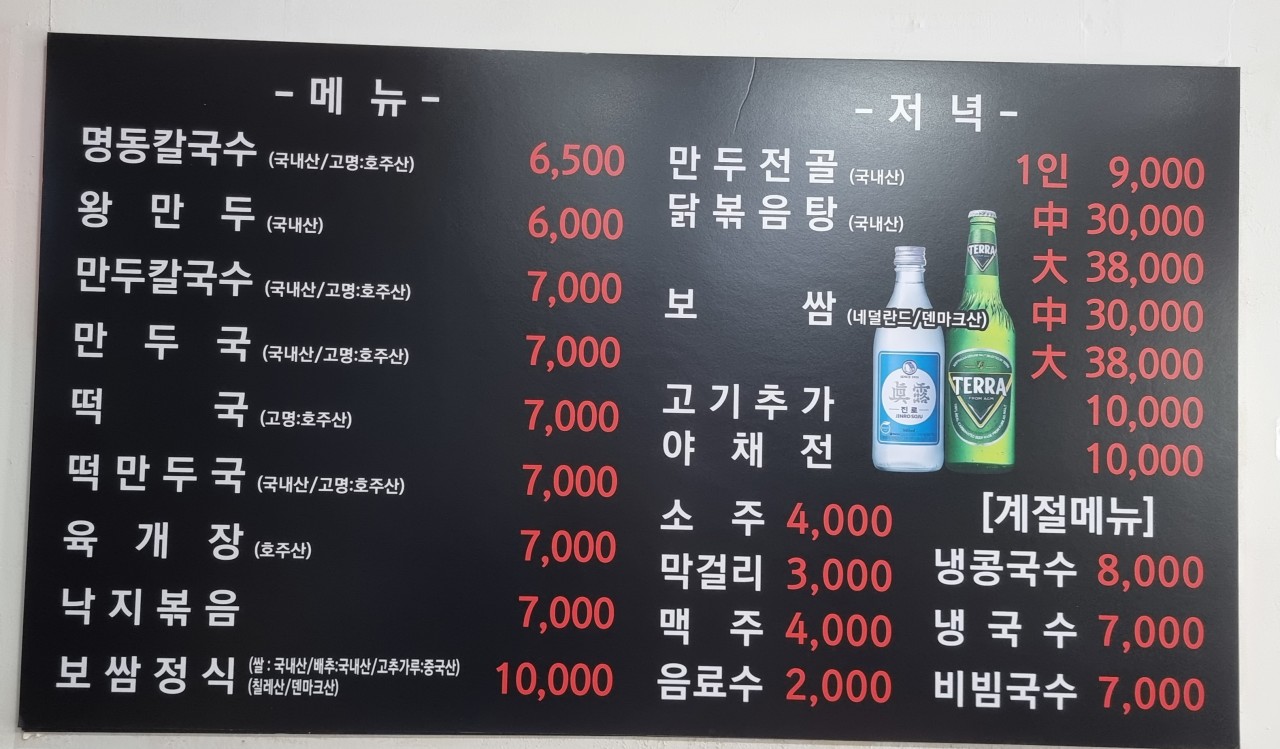 - 메 뉴 -
명동칼국수 (국내산/고명:호주산) 6,500
왕 만 두 (국내산) 6,000
만두칼국수 (국내산/고명:호주산) 7,000
만 두 국 (국내산/고명:호주산) 7,000
떡 국 (고명:호주산) 7,000
떡만두국 (국내산/고명:호주산) 7,000
육 개 장 (호주산) 7,000
낙지볶음 7,000
보쌈정식 (쌀 : 국내산/배추:국내산/고추가루:중국산) 10,000
(칠레산/덴마크산)
- 저 녁 -
만두전골 (국내산) 1인 9,000
닭볶음탕 (국내산) 中 30,000
大 38,000
보 쌈 (네덜란드/덴마크산) 中 30,000
大 38,000
고기추가 10,000
야 채 전 10,000
TERRA
眞露
진로
TERRA
소 주 4,000
막걸리 3,000
맥 주 4,000
음료수 2,000
[계절메뉴]
냉콩국수 8,000
냉 국 수 7,000
비빔국수 7,000